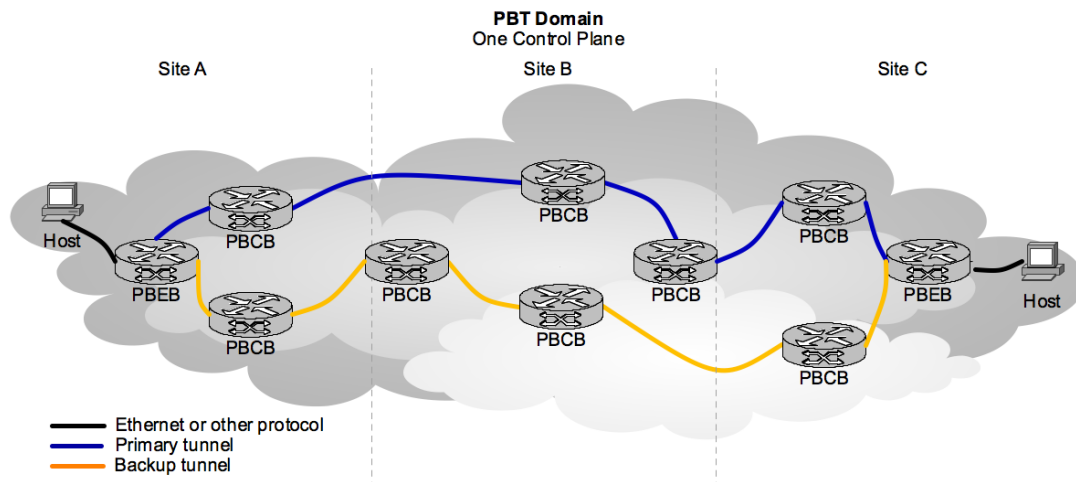 PBT Domain
One Control Plane
Site A
Site B
Site C
PBCB
PBCB
PBCB
Host
PBEB
PBCB
PBCB
PBEB
Host
PBCB
PBCB
PBCB
Ethernet or other protocol
Primary tunnel
Backup tunnel